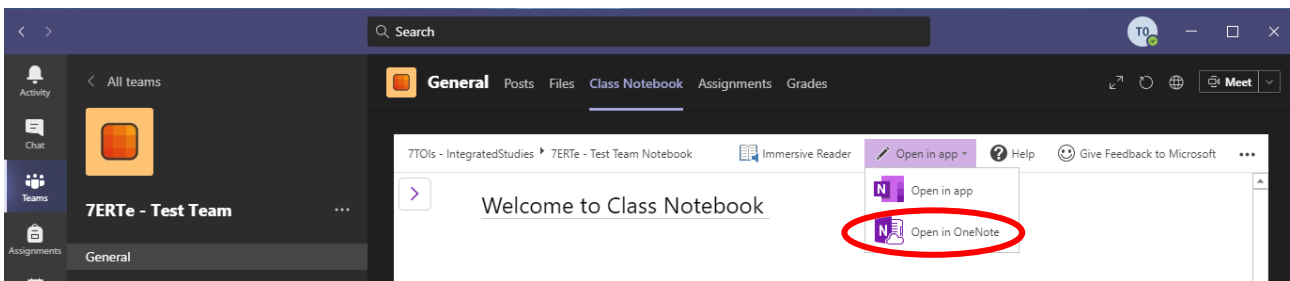 Search
TO
Activity
All teams
General Posts Files Class Notebook Assignments Grades
Meet
Chat
7TOIs - IntegratedStudies 7ERTe - Test Team Notebook Immersive Reader Open in app Help Give Feedback to Microsoft
N Open in app
Teams
7ERTe - Test Team
Welcome to Class Notebook
N Open in OneNote
Assignments
General